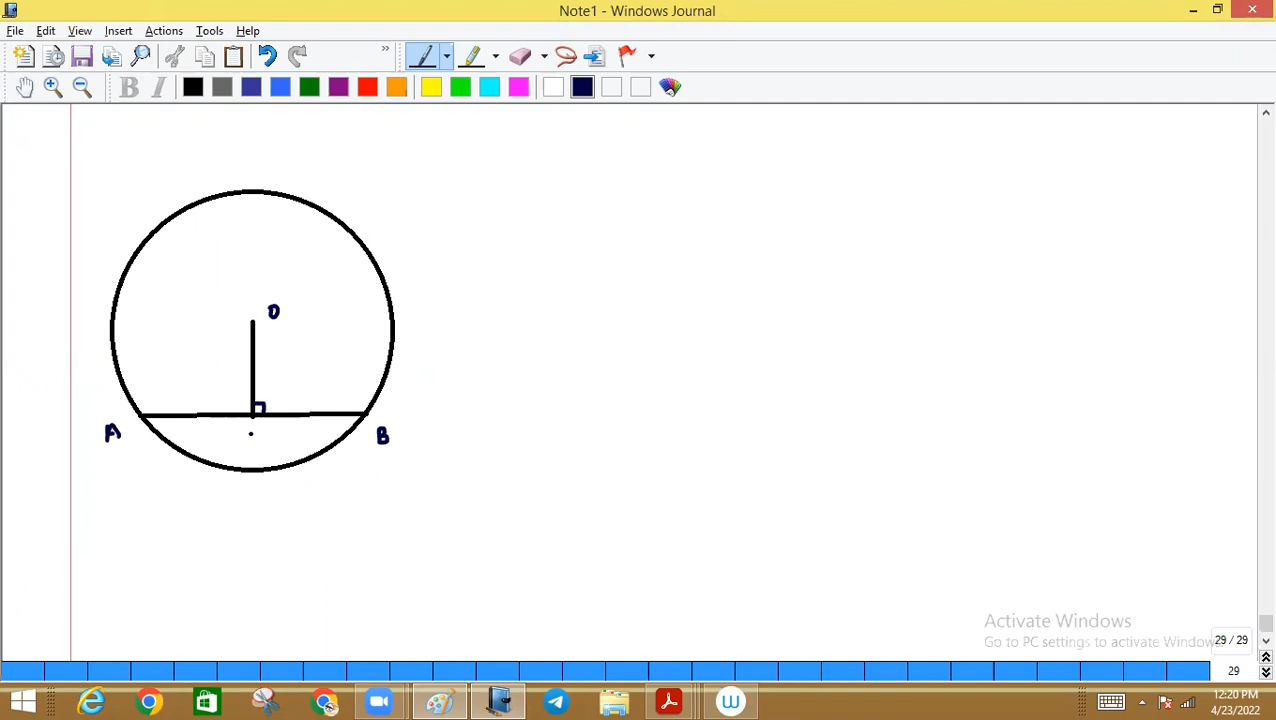 Note1 - Windows Journal
File Edit View Insert Actions Tools Help
» 
B I
O
A B
Activate Windows
Go to PC settings to activate Windows.
29 / 29
29
W
12:20 PM
4/23/2022